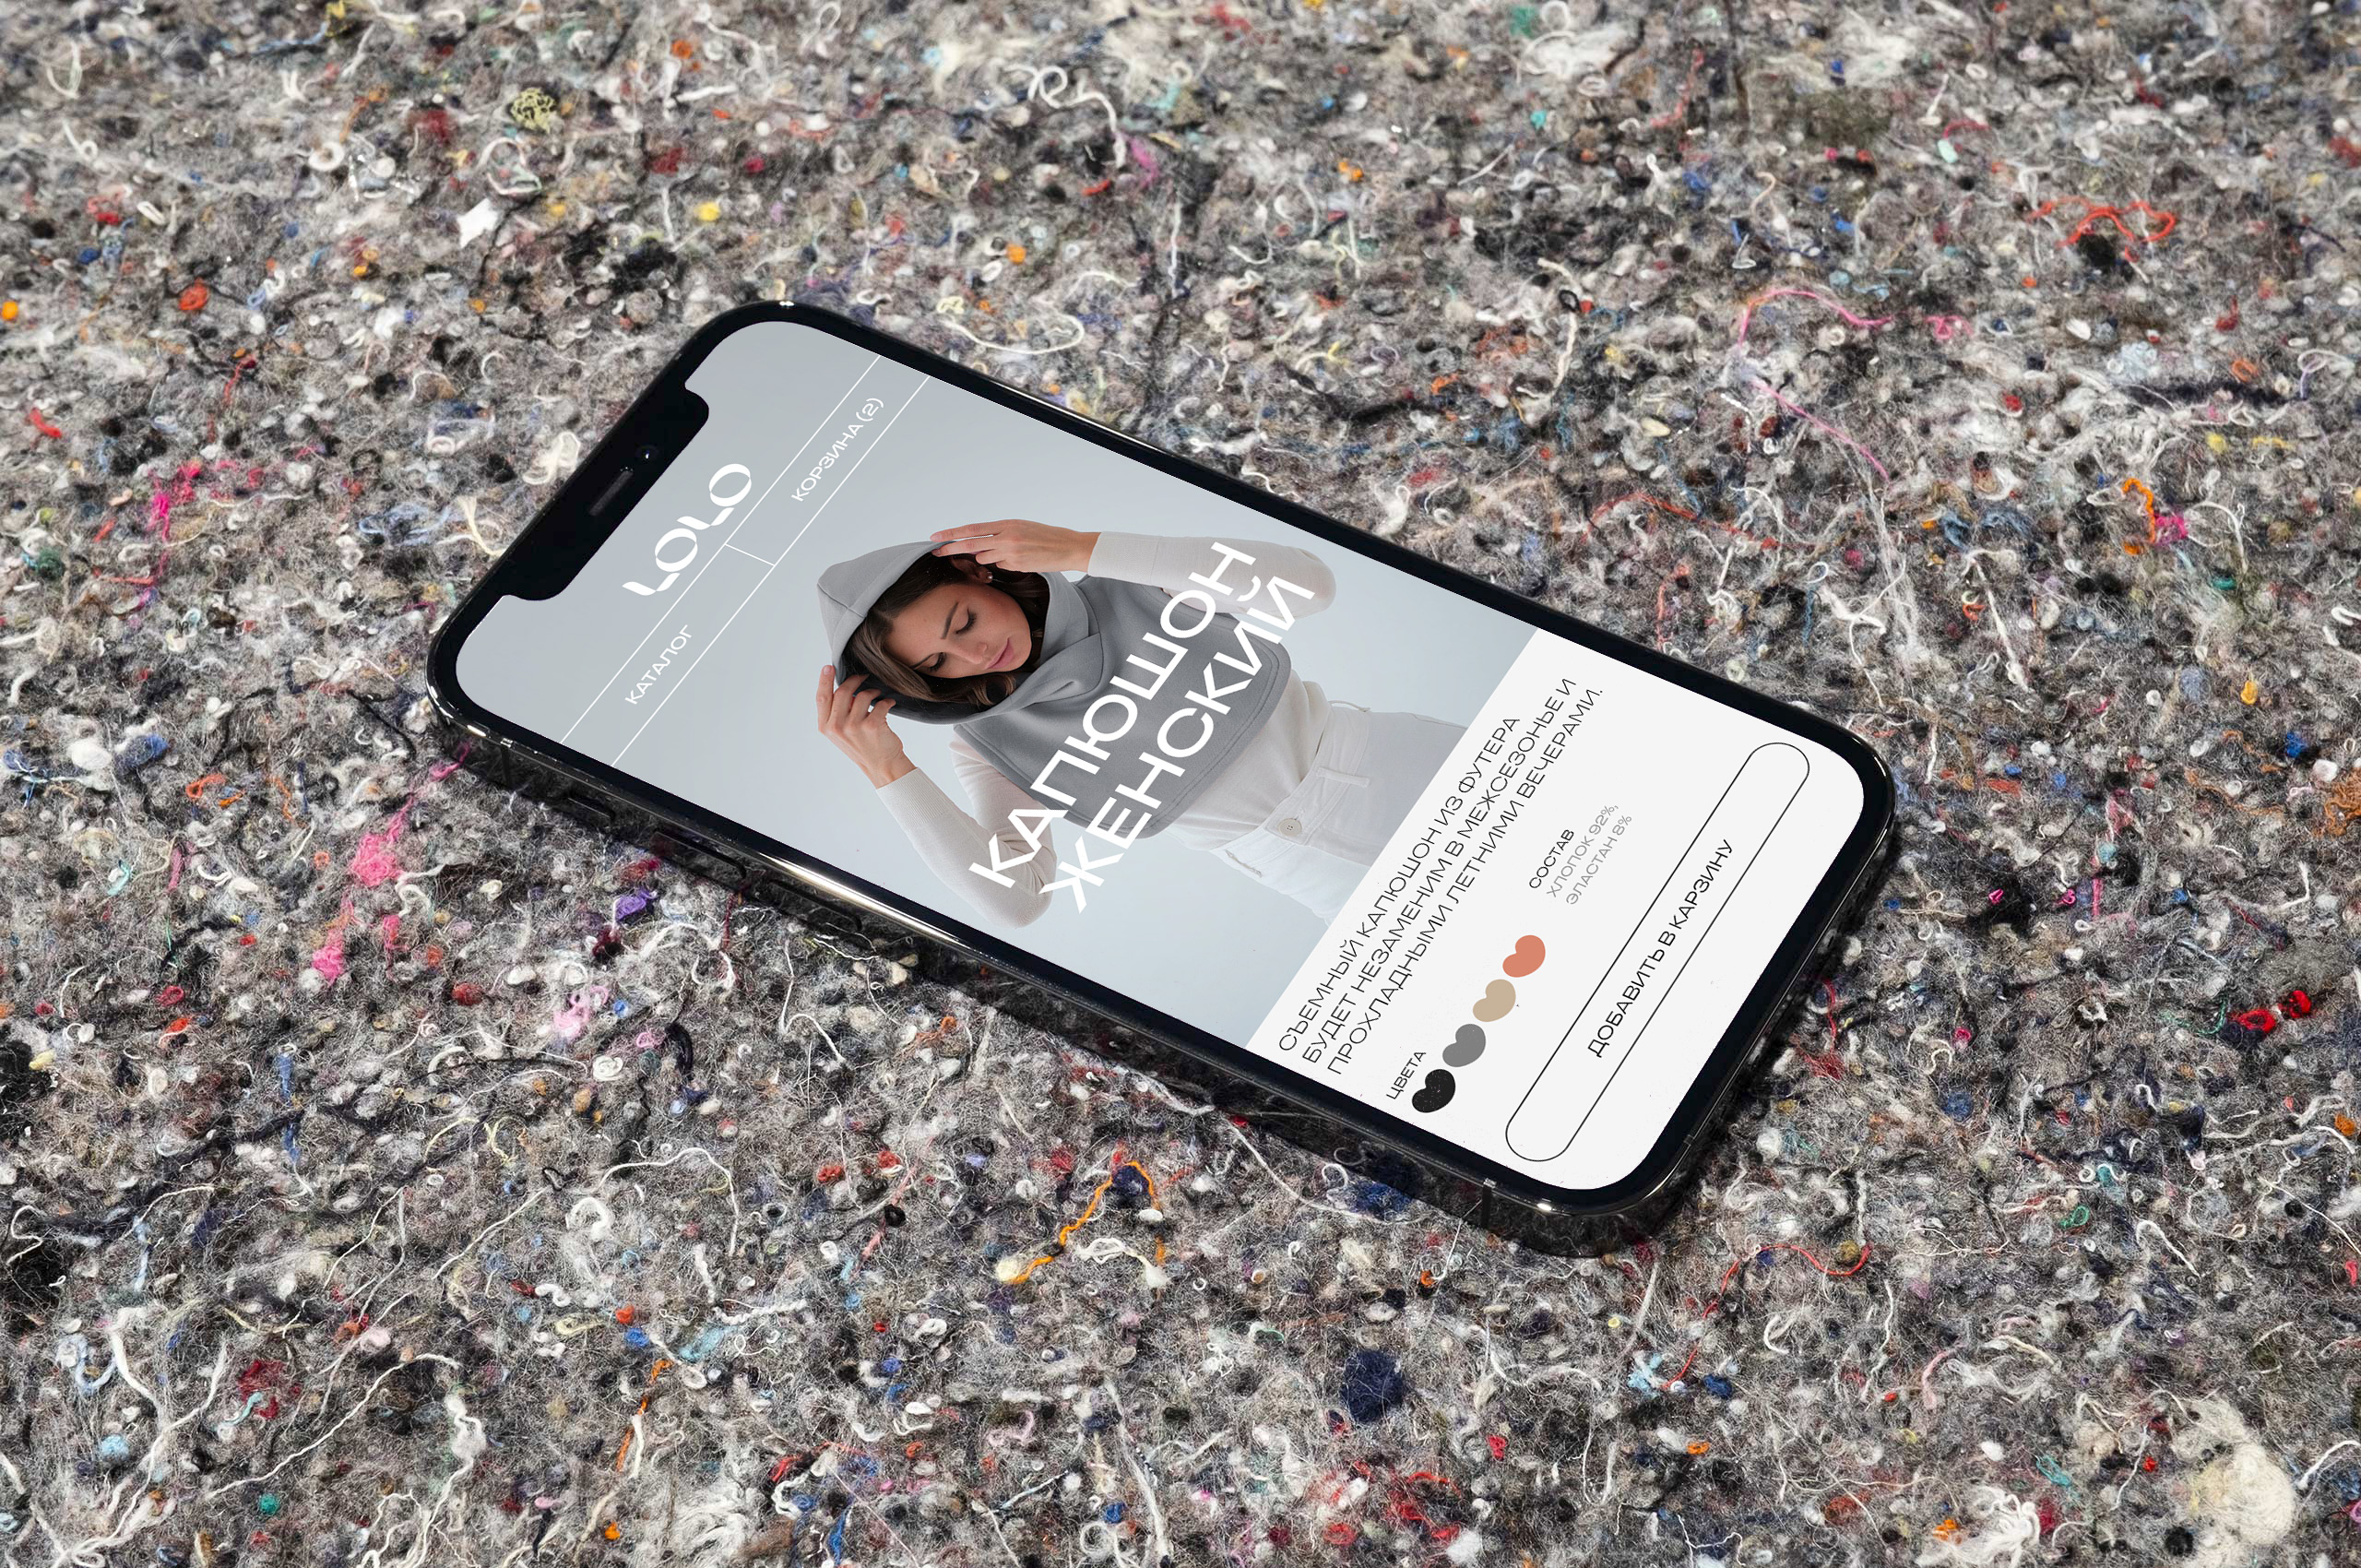 LOLO
КАТАЛОГ
КОРЗИНА (2)
КАПЮШОН
ЖЕНСКИЙ
СЪЕМНЫЙ КАПЮШОН ИЗ ФУТЕРА
БУДЕТ НЕЗАМЕНИМ В МЕЖСЕЗОНЬЕ И
ПРОХЛАДНЫМИ ЛЕТНИМИ ВЕЧЕРАМИ.
ЦВЕТА
СОСТАВ
ХЛОПОК 92%,
ЭЛАСТАН 8%
ДОБАВИТЬ В КАРЗИНУ